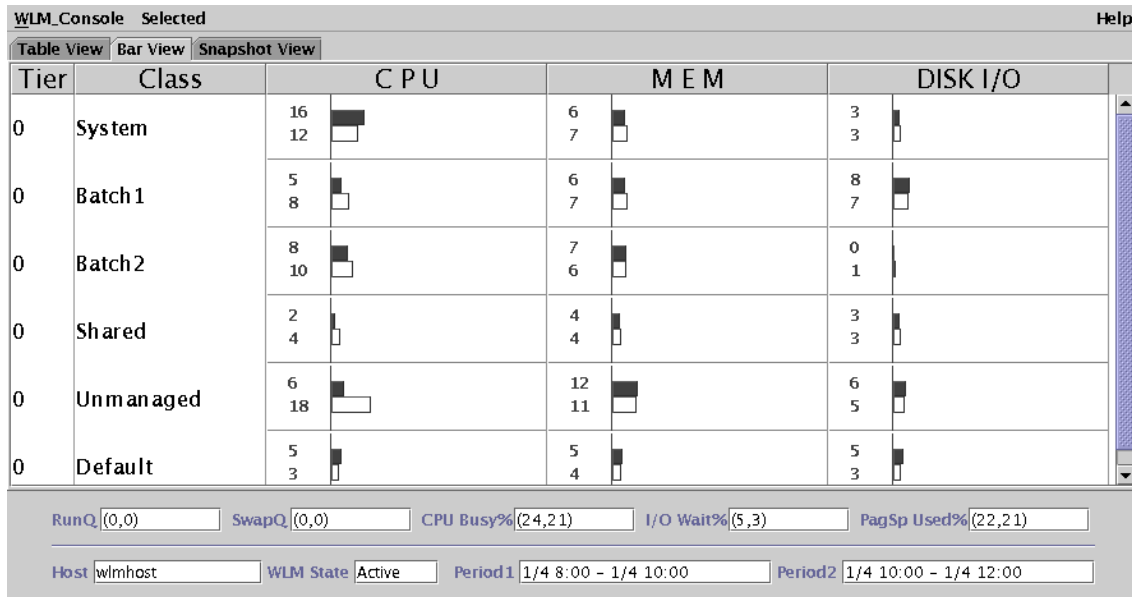 WLM_Console Selected Help
Table View Bar View Snapshot View
Tier Class CPU MEM DISK I/O
0 System 16 12 6 7 3 3
0 Batch1 5 8 6 7 8 7
0 Batch2 8 10 7 6 0 1
0 Shared 2 4 4 4 3 3
0 Unmanaged 6 18 12 11 6 5
0 Default 5 3 5 4 5 3
RunQ (0,0) SwapQ (0,0) CPU Busy% (24,21) I/O Wait% (5,3) PagSp Used% (22,21)
Host wlmhost WLM State Active Period1 1/4 8:00 - 1/4 10:00 Period2 1/4 10:00 - 1/4 12:00